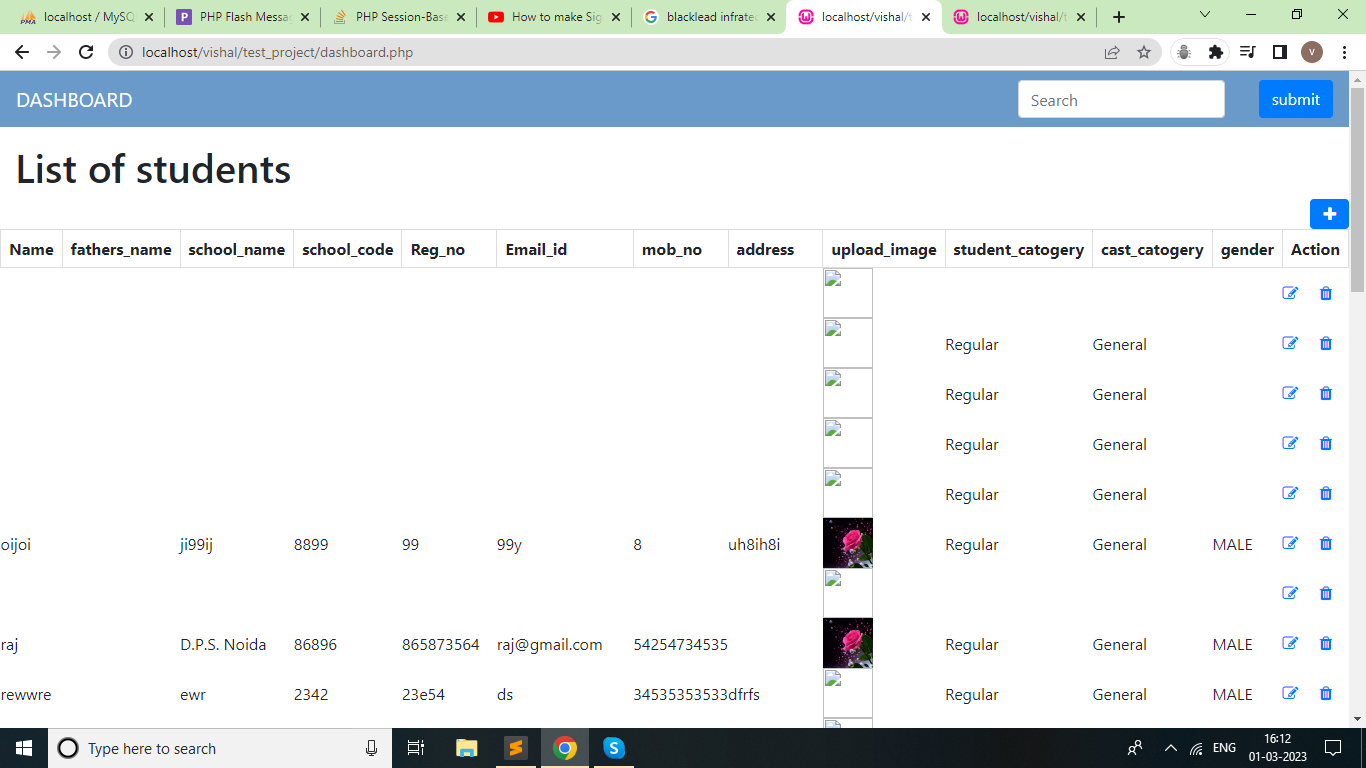 localhost / MySQ
PHP Flash Messa
PHP Session-Base
How to make Sig
blacklead infrate
localhost/vishal/t
localhost/vishal/t
localhost/vishal/test_project/dashboard.php
V
DASHBOARD
Search
submit
List of students
+
Name fathers_name school_name school_code Reg_no Email_id mob_no address upload_image student_catogery cast_catogery gender Action
Regular General
Regular General
Regular General
Regular General
oijoi ji99ij 8899 99 99y 8 uh8ih8i Regular General MALE
raj D.P.S. Noida 86896 865873564 raj@gmail.com 54254734535 Regular General MALE
rewwre ewr 2342 23e54 ds 34535353533dfrfs Regular General MALE
Type here to search
ENG
16:12
01-03-2023